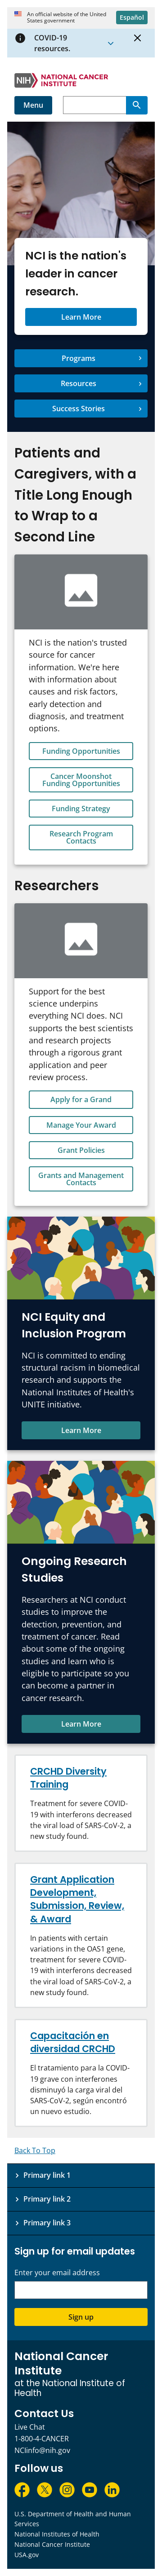 An official website of the United
States government
Español
COVID-19
resources.
NIH
NATIONAL CANCER
INSTITUTE
Menu
NCI is the nation's
leader in cancer
research.
Learn More
Programs
Resources
Success Stories
Patients and
Caregivers, with a
Title Long Enough
to Wrap to a
Second Line
NCI is the nation's trusted
source for cancer
information. We're here
with information about
causes and risk factors,
early detection and
diagnosis, and treatment
options.
Funding Opportunities
Cancer Moonshot
Funding Opportunities
Funding Strategy
Research Program
Contacts
Researchers
Support for the best
science underpins
everything NCI does. NCI
supports the best scientists
and research projects
through a rigorous grant
application and peer
review process.
Apply for a Grand
Manage Your Award
Grant Policies
Grants and Management
Contacts
NCI Equity and
Inclusion Program
NCI is committed to ending
structural racism in biomedical
research and supports the
National Institutes of Health's
UNITE initiative.
Learn More
Ongoing Research
Studies
Researchers at NCI conduct
studies to improve the
detection, prevention, and
treatment of cancer. Read
about some of the ongoing
studies and learn who is
eligible to participate so you
can become a partner in
cancer research.
Learn More
CRCHD Diversity
Training
Treatment for severe COVID-
19 with interferons decreased
the viral load of SARS-CoV-2, a
new study found.
Grant Application
Development,
Submission, Review,
& Award
In patients with certain
variations in the OAS1 gene,
treatment for severe COVID-
19 with interferons decreased
the viral load of SARS-CoV-2, a
new study found.
Capacitación en
diversidad CRCHD
El tratamiento para la COVID-
19 grave con interferones
disminuyó la carga viral del
SARS-CoV-2, según encontró
un nuevo estudio.
Back To Top
Primary link 1
Primary link 2
Primary link 3
Sign up for email updates
Enter your email address
Sign up
National Cancer
Institute
at the National Institute of
Health
Contact Us
Live Chat
1-800-4-CANCER
NCIinfo@nih.gov
Follow us
U.S. Department of Health and Human
Services
National Institutes of Health
National Cancer Institute
USA.gov